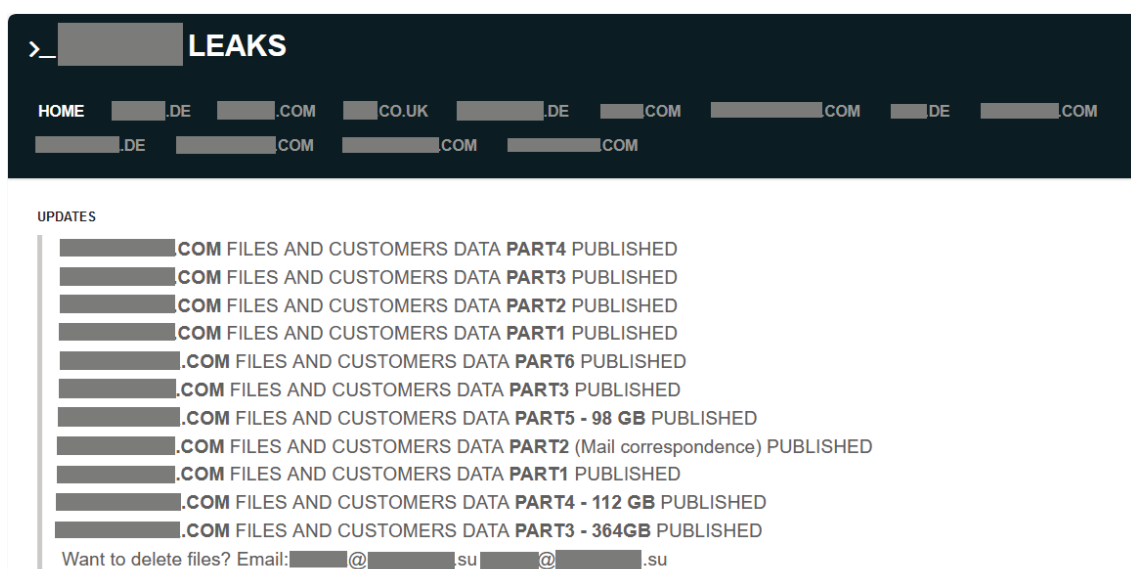 >_ LEAKS
HOME .DE .COM CO.UK .DE .COM .COM .DE .COM
.DE .COM .COM .COM
UPDATES
.COM FILES AND CUSTOMERS DATA PART4 PUBLISHED
.COM FILES AND CUSTOMERS DATA PART3 PUBLISHED
.COM FILES AND CUSTOMERS DATA PART2 PUBLISHED
.COM FILES AND CUSTOMERS DATA PART1 PUBLISHED
.COM FILES AND CUSTOMERS DATA PART6 PUBLISHED
.COM FILES AND CUSTOMERS DATA PART3 PUBLISHED
.COM FILES AND CUSTOMERS DATA PART5 - 98 GB PUBLISHED
.COM FILES AND CUSTOMERS DATA PART2 (Mail correspondence) PUBLISHED
.COM FILES AND CUSTOMERS DATA PART1 PUBLISHED
.COM FILES AND CUSTOMERS DATA PART4 - 112 GB PUBLISHED
.COM FILES AND CUSTOMERS DATA PART3 - 364GB PUBLISHED
Want to delete files? Email: @ .su @ .su